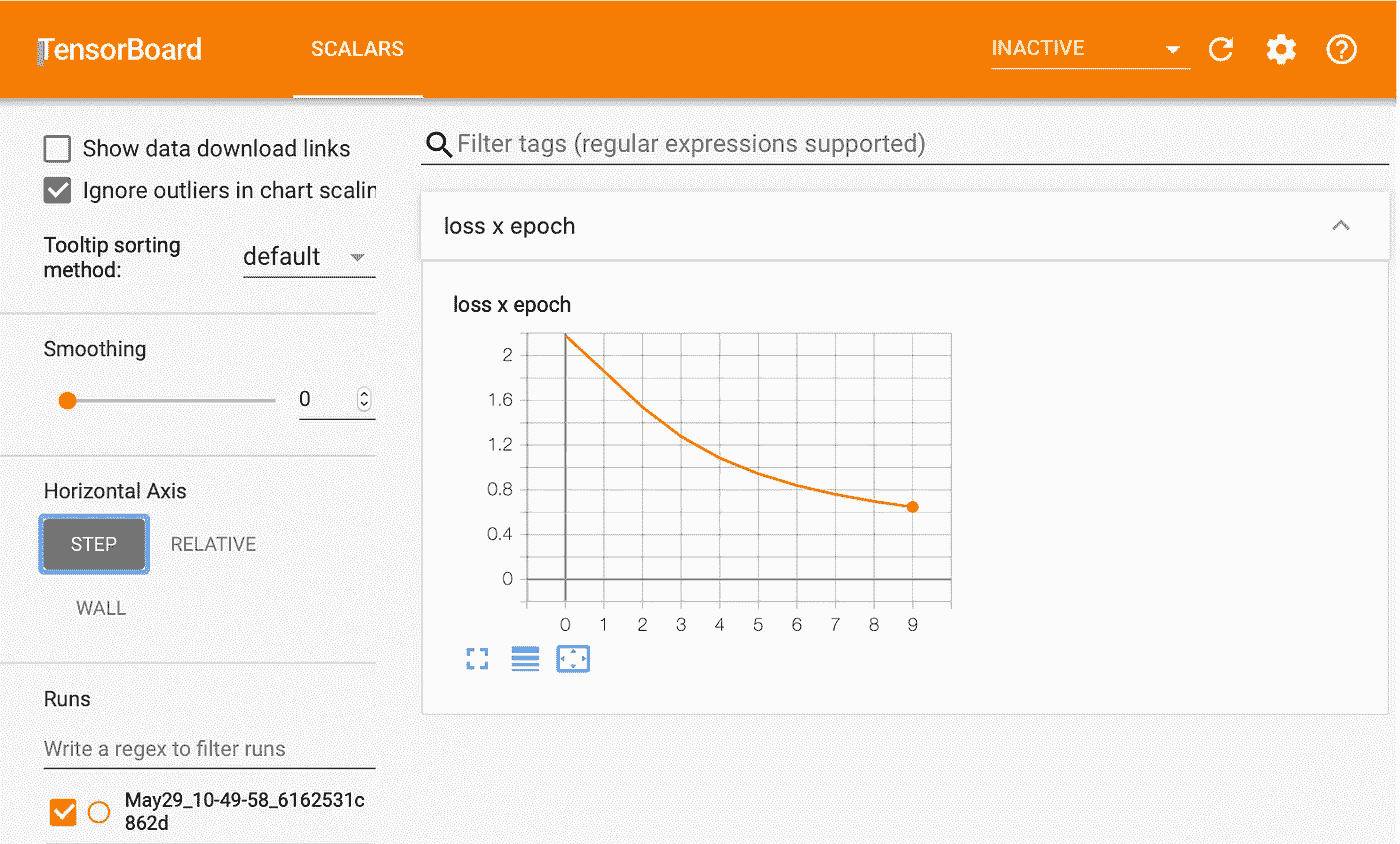 TensorBoard
SCALARS
INACTIVE
Show data download links
Ignore outliers in chart scalin
Tooltip sorting
method:
default
Smoothing
0
Horizontal Axis
STEP
RELATIVE
WALL
Runs
Write a regex to filter runs
May29_10-49-58_6162531c
862d
Filter tags (regular expressions supported)
loss x epoch
loss x epoch
2
1.6
1.2
0.8
0.4
0
0 1 2 3 4 5 6 7 8 9